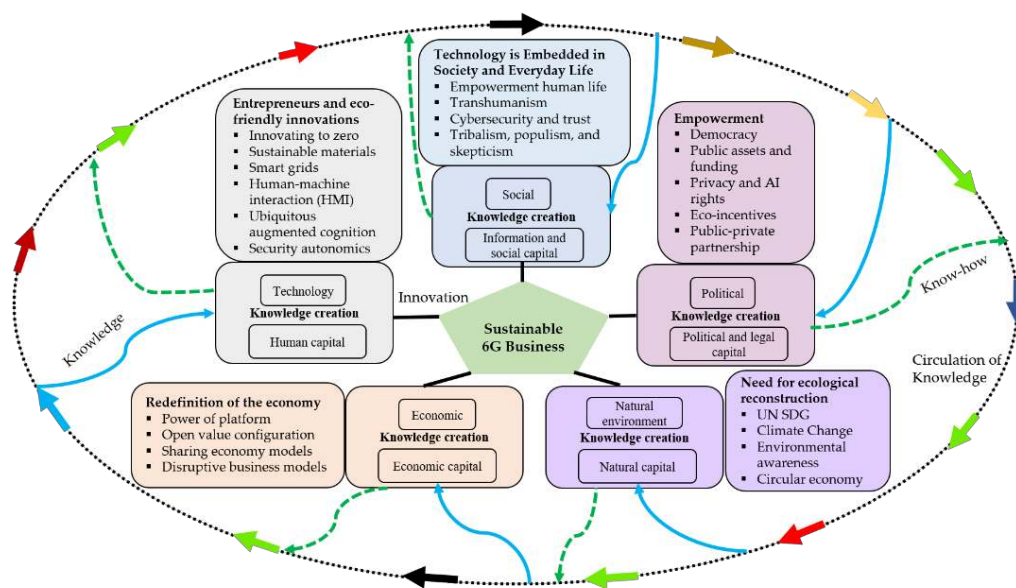 Technology is Embedded in
Society and Everyday Life
▪ Empowerment human life
▪ Transhumanism
▪ Cybersecurity and trust
▪ Tribalism, populism, and
skepticism
Entrepreneurs and eco-
friendly innovations
▪ Innovating to zero
▪ Sustainable materials
▪ Smart grids
▪ Human-machine
interaction (HMI)
▪ Ubiquitous
augmented cognition
▪ Security autonomics
Empowerment
▪ Democracy
▪ Public assets and
funding
▪ Privacy and AI
rights
▪ Eco-incentives
▪ Public-private
partnership
Social
Knowledge creation
Information and
social capital
Technology
Knowledge creation
Human capital
Innovation
Sustainable
6G Business
Political
Knowledge creation
Political and legal
capital
Know-how
Knowledge
Circulation of
Knowledge
Redefinition of the economy
▪ Power of platform
▪ Open value configuration
▪ Sharing economy models
▪ Disruptive business models
Economic
Knowledge creation
Economic capital
Natural
environment
Knowledge creation
Natural capital
Need for ecological
reconstruction
▪ UN SDG
▪ Climate Change
▪ Environmental
awareness
▪ Circular economy